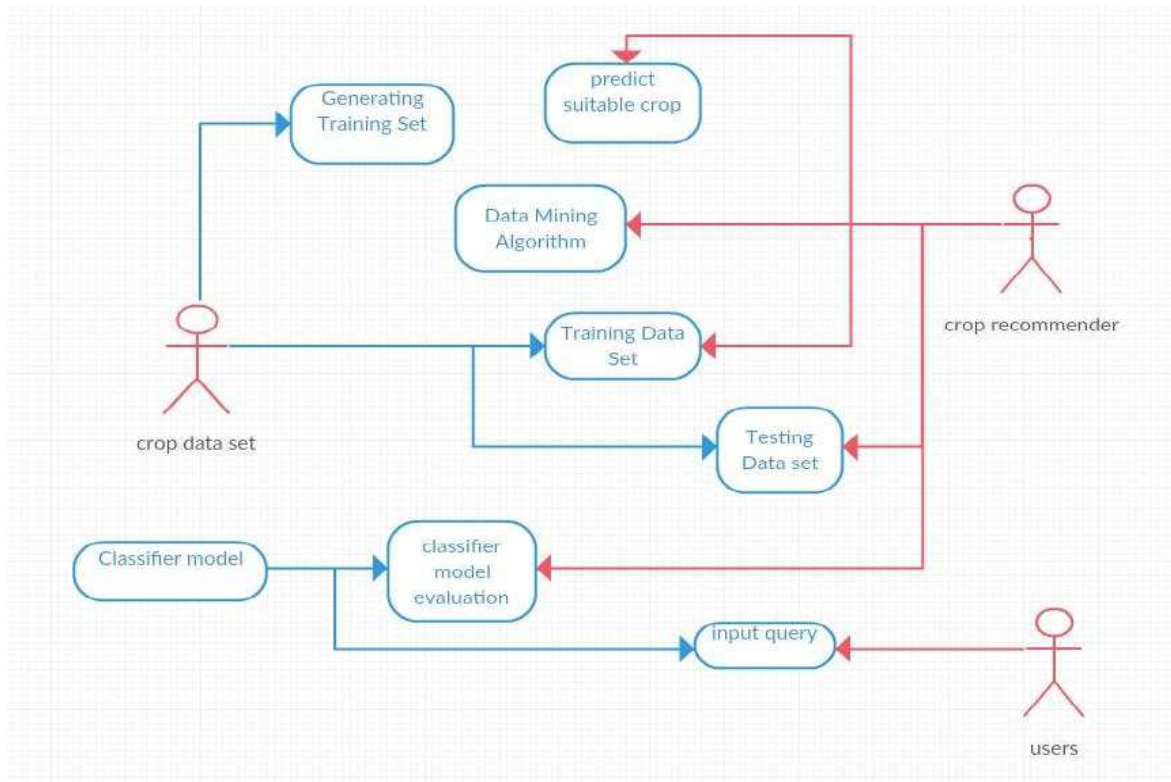 predict
suitable crop
Generating
Training Set
Data Mining
Algorithm
crop recommender
Training Data
Set
crop data set
Testing
Data set
Classifier model
classifier
model
evaluation
input query
users